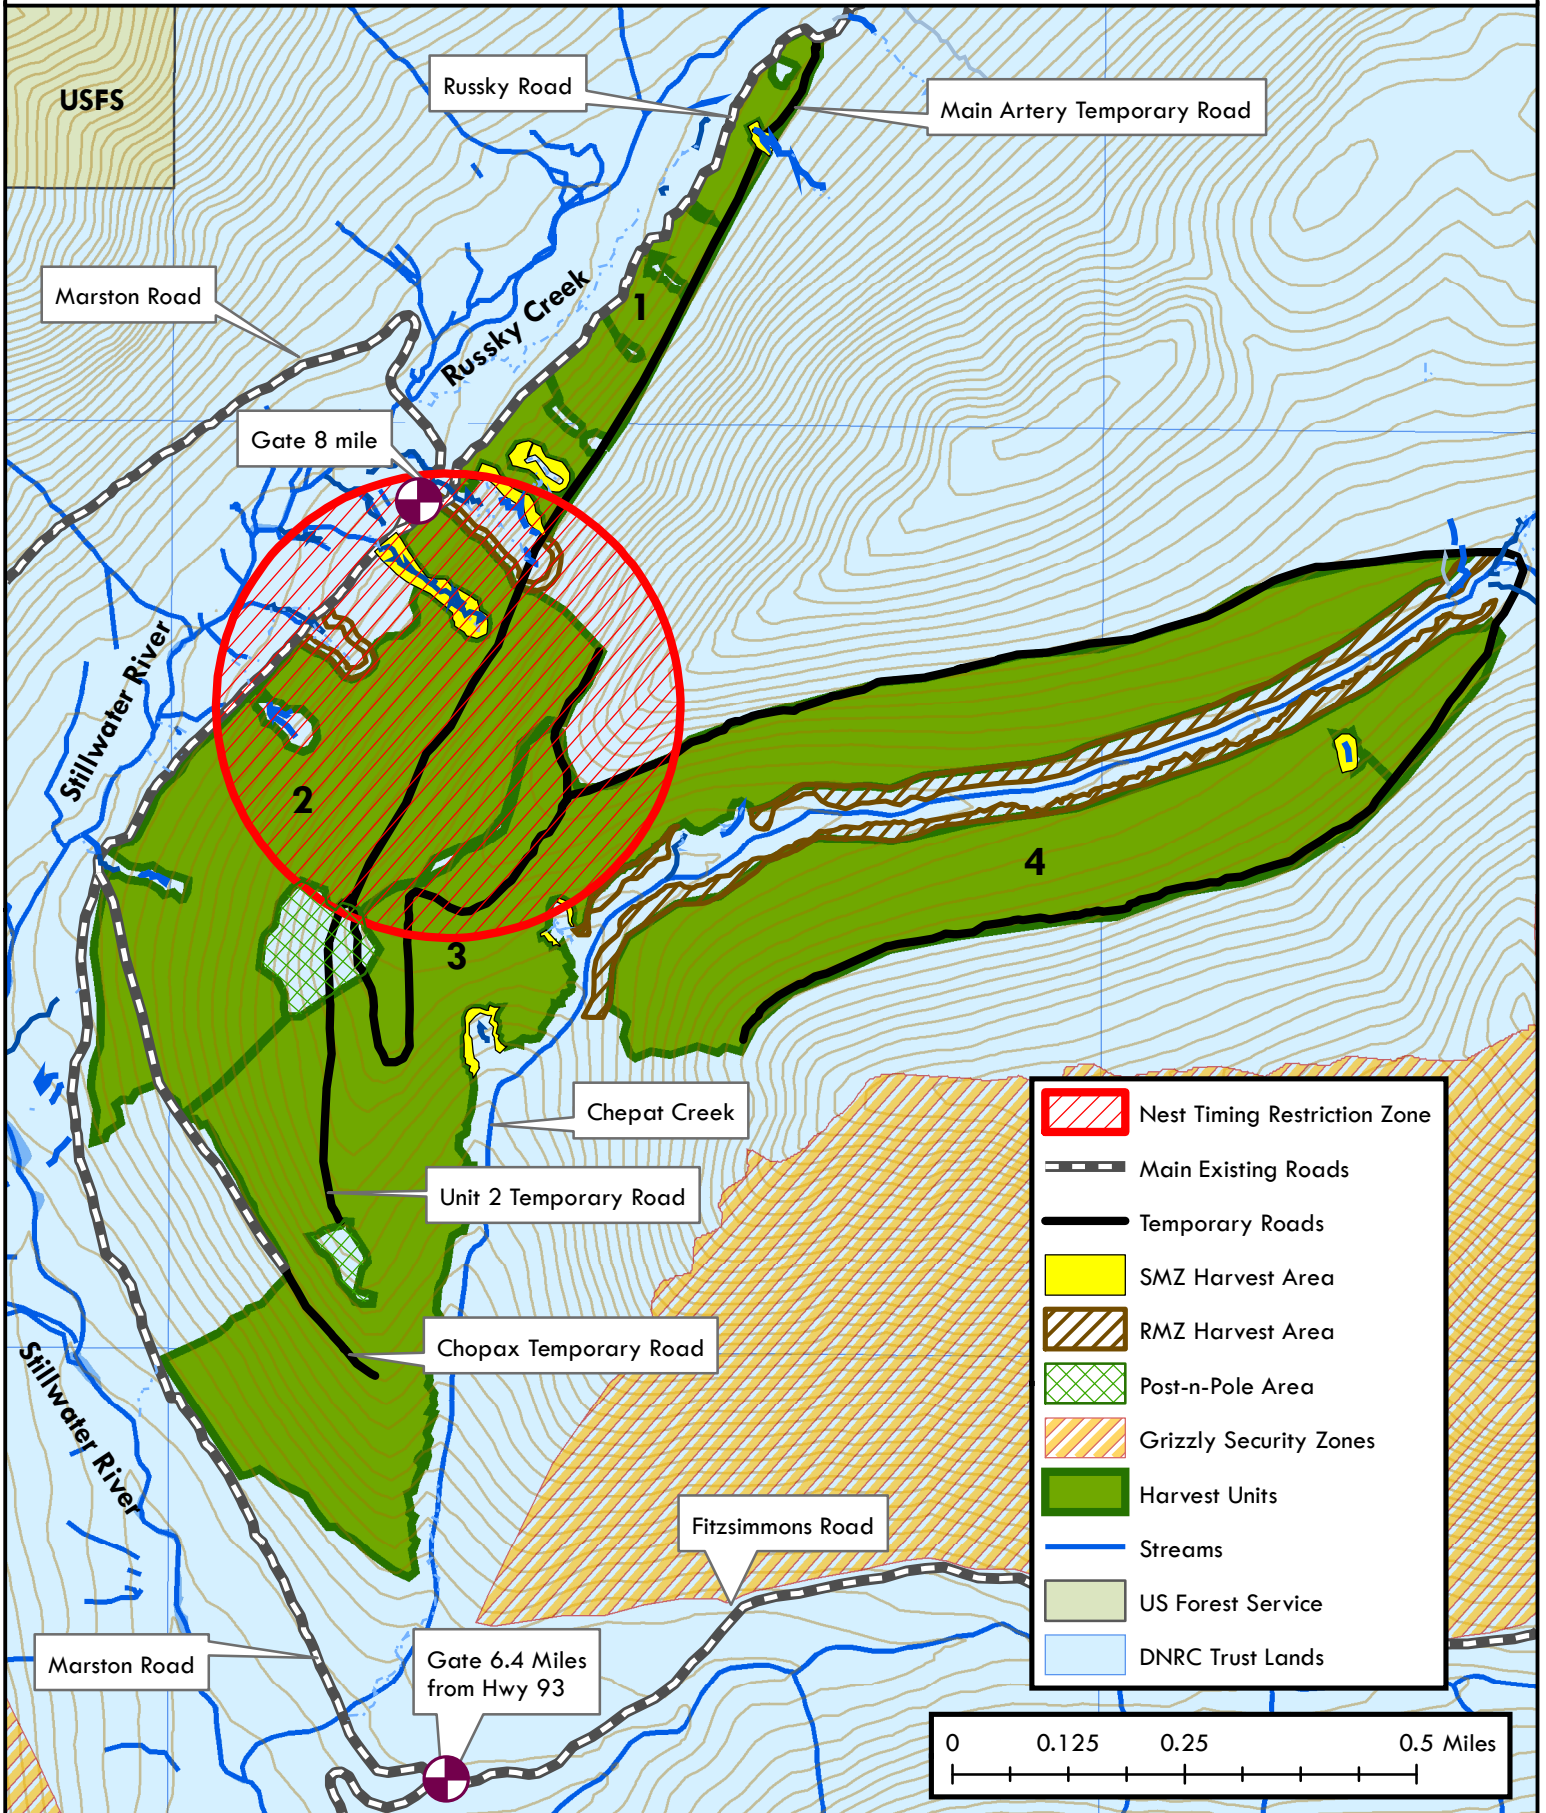 Russky Road
USFS
Main Artery Temporary Road
Marston Road
Russky Creek
1
Gate 8 mile
Stillwater River
2
4
3
Chepat Creek
Unit 2 Temporary Road
Chopax Temporary Road
Stillwater River
Fitzsimmons Road
Marston Road
Gate 6.4 Miles
from Hwy 93
Nest Timing Restriction Zone
Main Existing Roads
Temporary Roads
SMZ Harvest Area
RMZ Harvest Area
Post-n-Pole Area
Grizzly Security Zones
Harvest Units
Streams
US Forest Service
DNRC Trust Lands
0 0.125 0.25 0.5 Miles